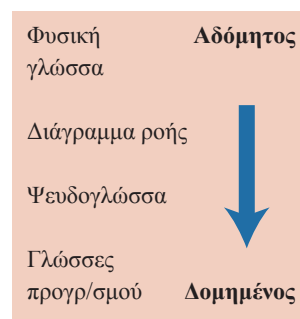 Φυσική Αδόμητος
γλώσσα
Διάγραμμα ροής
Ψευδογλώσσα
Γλώσσες
προγρ/σμού Δομημένος